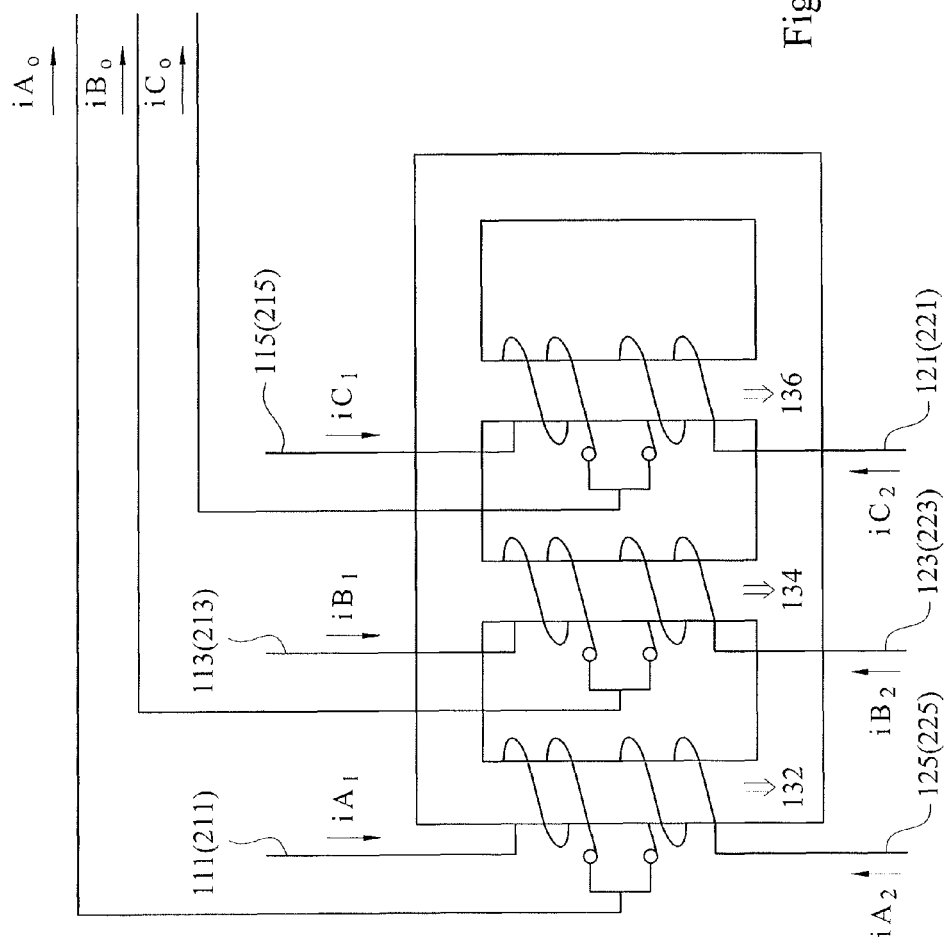 iA₀
iB₀
iC₀
115(215)
iC₁
113(213)
iB₁
111(211)
iA₁
136
134
132
121(221)
iC₂
123(223)
iB₂
125(225)
iA₂
Fig